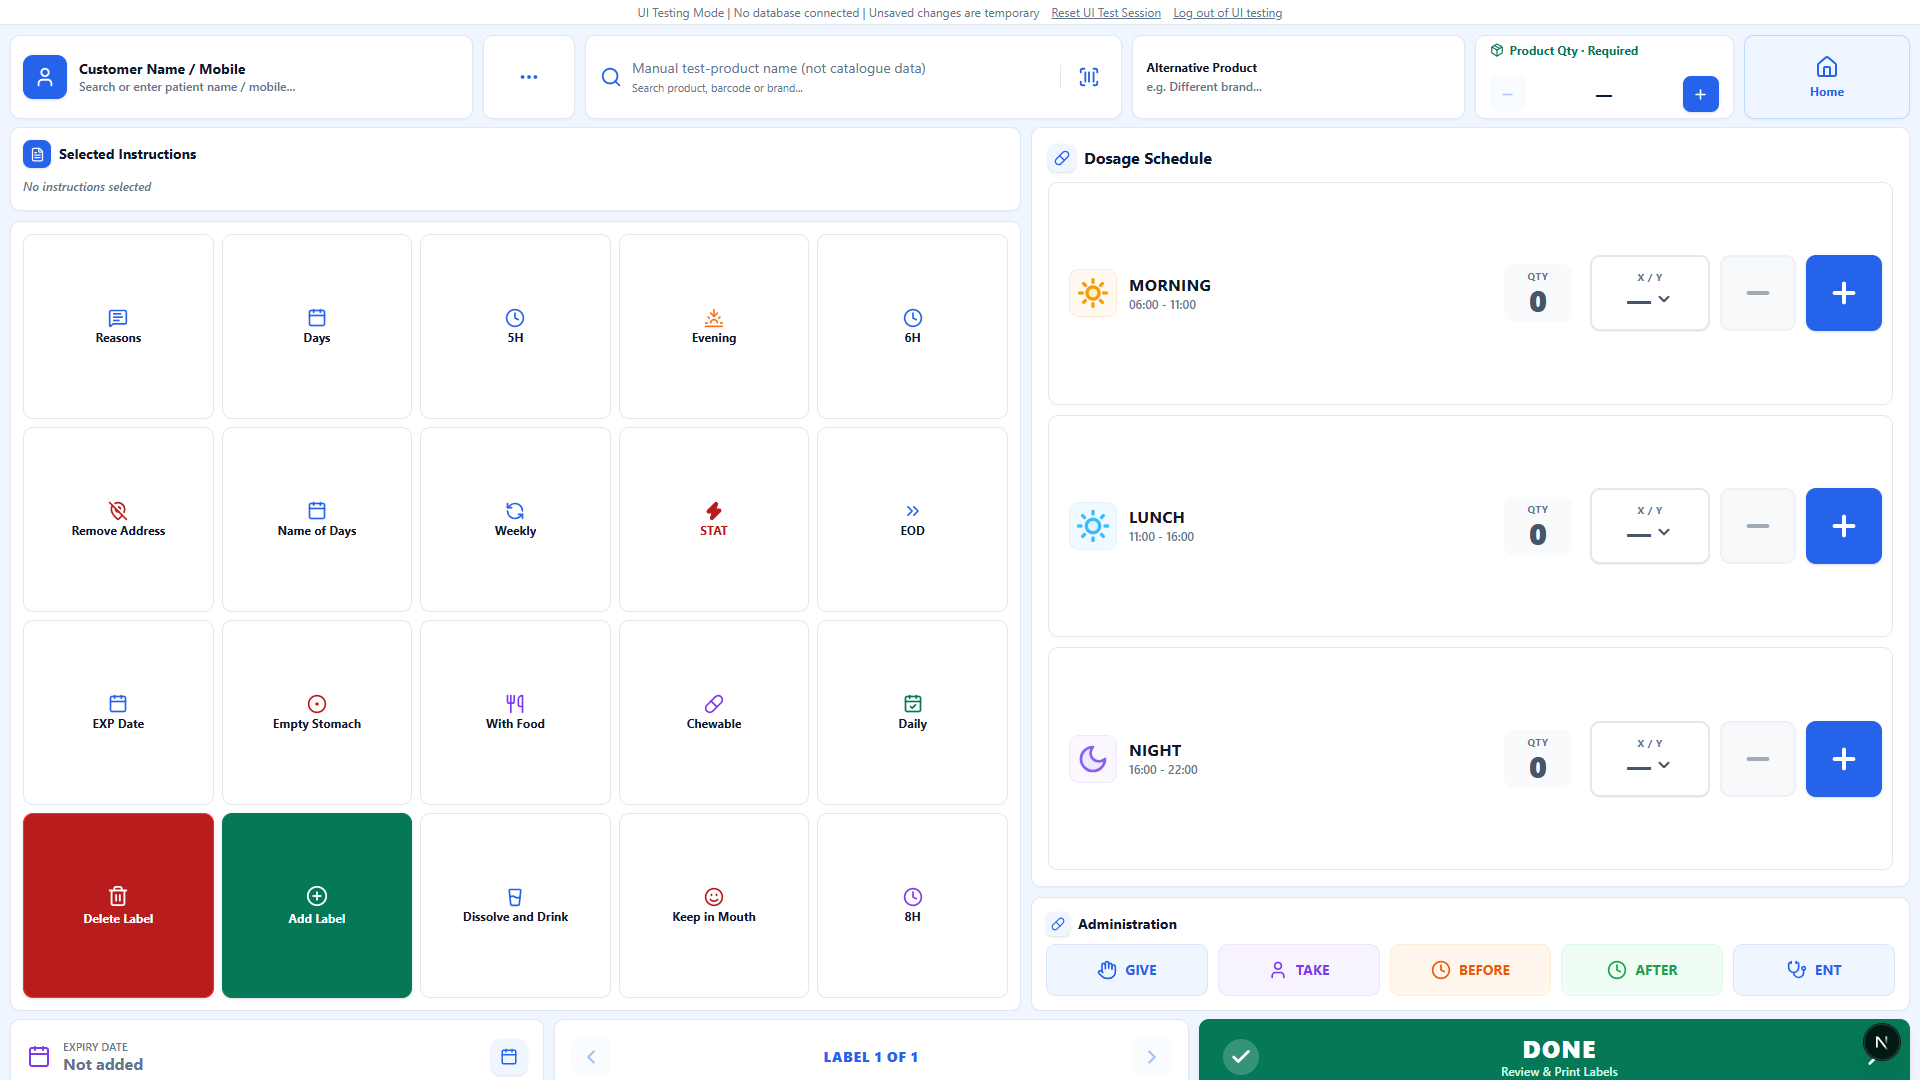 UI Testing Mode | No database connected | Unsaved changes are temporary Reset UI Test Session Log out of UI testing
Customer Name / Mobile
Search or enter patient name / mobile...
Manual test-product name (not catalogue data)
Search product, barcode or brand...
Alternative Product
e.g. Different brand...
Product Qty · Required
— 
Home
Selected Instructions
No instructions selected
Reasons
Days
5H
Evening
6H
Remove Address
Name of Days
Weekly
STAT
EOD
EXP Date
Empty Stomach
With Food
Chewable
Daily
Delete Label
Add Label
Dissolve and Drink
Keep in Mouth
8H
Dosage Schedule
MORNING
06:00 - 11:00
QTY
0
X / Y
—
LUNCH
11:00 - 16:00
QTY
0
X / Y
—
NIGHT
16:00 - 22:00
QTY
0
X / Y
—
Administration
GIVE
TAKE
BEFORE
AFTER
ENT
EXPIRY DATE
Not added
LABEL 1 OF 1
DONE
Review & Print Labels
N